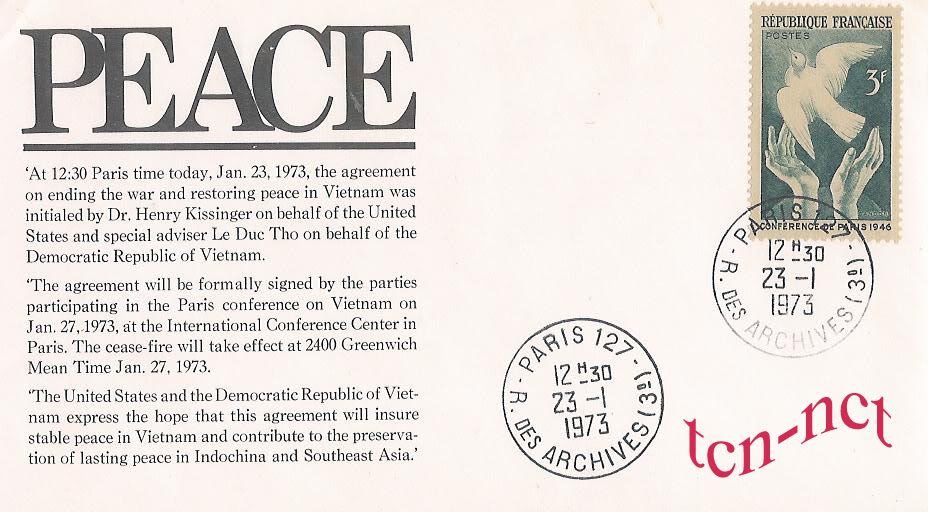 PEACE
'At 12:30 Paris time today, Jan. 23, 1973, the agreement
on ending the war and restoring peace in Vietnam was
initialed by Dr. Henry Kissinger on behalf of the United
States and special adviser Le Duc Tho on behalf of the
Democratic Republic of Vietnam.
'The agreement will be formally signed by the parties
participating in the Paris conference on Vietnam on
Jan. 27, 1973, at the International Conference Center in
Paris. The cease-fire will take effect at 2400 Greenwich
Mean Time Jan. 27, 1973.
'The United States and the Democratic Republic of Viet-
nam express the hope that this agreement will insure
stable peace in Vietnam and contribute to the preserva-
tion of lasting peace in Indochina and Southeast Asia.'
RÉPUBLIQUE FRANÇAISE
POSTES
3F
CONFÉRENCE DE PARIS 1946
PARIS 127
12 H 30
23 - 1
1973
R. DES ARCHIVES (3è)
PARIS 127
12 H 30
23 - 1
1973
R. DES ARCHIVES (3è)
tcn-nct